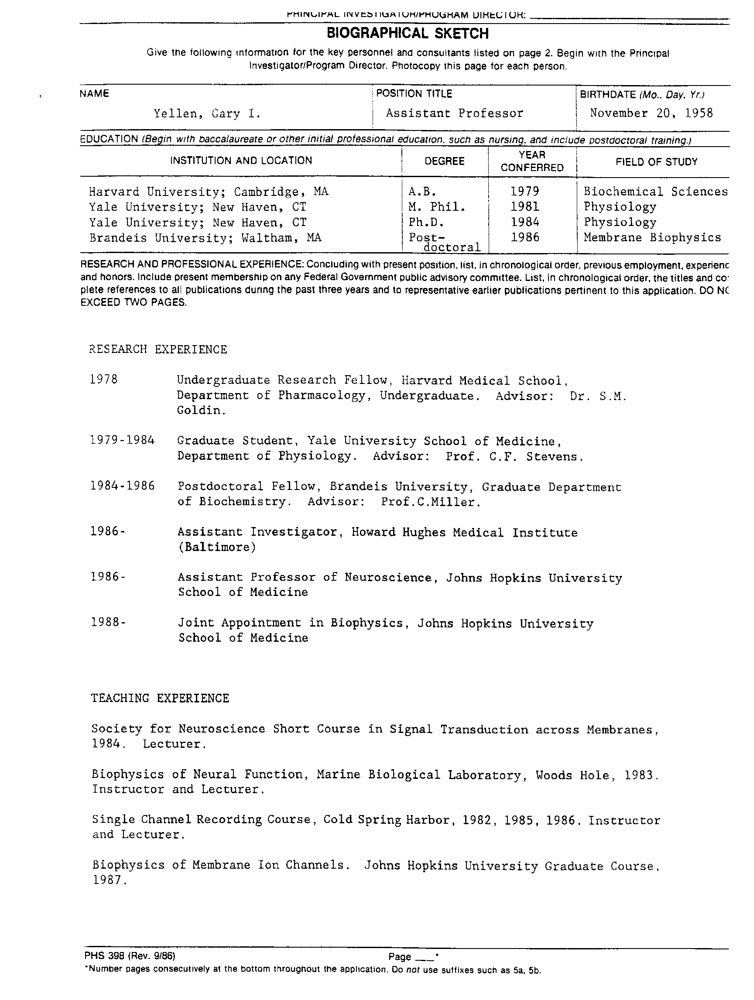 PRINCIPAL INVESTIGATOR/PROGRAM DIRECTOR:
BIOGRAPHICAL SKETCH
Give the following information for the key personnel and consultants listed on page 2. Begin with the Principal
Investigator/Program Director. Photocopy this page for each person.
NAME POSITION TITLE BIRTHDATE (Mo., Day, Yr.)
Yellen, Gary I. Assistant Professor November 20, 1958
EDUCATION (Begin with baccalaureate or other initial professional education, such as nursing, and include postdoctoral training.)
INSTITUTION AND LOCATION DEGREE YEAR CONFERRED FIELD OF STUDY
Harvard University; Cambridge, MA A.B. 1979 Biochemical Sciences
Yale University; New Haven, CT M. Phil. 1981 Physiology
Yale University; New Haven, CT Ph.D. 1984 Physiology
Brandeis University; Waltham, MA Post- 1986 Membrane Biophysics
doctoral
RESEARCH AND PROFESSIONAL EXPERIENCE: Concluding with present position, list, in chronological order, previous employment, experienc
and honors. Include present membership on any Federal Government public advisory committee. List, in chronological order, the titles and co
plete references to all publications during the past three years and to representative earlier publications pertinent to this application. DO NO
EXCEED TWO PAGES.
RESEARCH EXPERIENCE
1978 Undergraduate Research Fellow, Harvard Medical School,
Department of Pharmacology, Undergraduate. Advisor: Dr. S.M.
Goldin.
1979-1984 Graduate Student, Yale University School of Medicine,
Department of Physiology. Advisor: Prof. C.F. Stevens.
1984-1986 Postdoctoral Fellow, Brandeis University, Graduate Department
of Biochemistry. Advisor: Prof.C.Miller.
1986- Assistant Investigator, Howard Hughes Medical Institute
(Baltimore)
1986- Assistant Professor of Neuroscience, Johns Hopkins University
School of Medicine
1988- Joint Appointment in Biophysics, Johns Hopkins University
School of Medicine
TEACHING EXPERIENCE
Society for Neuroscience Short Course in Signal Transduction across Membranes,
1984. Lecturer.
Biophysics of Neural Function, Marine Biological Laboratory, Woods Hole, 1983.
Instructor and Lecturer.
Single Channel Recording Course, Cold Spring Harbor, 1982, 1985, 1986. Instructor
and Lecturer.
Biophysics of Membrane Ion Channels. Johns Hopkins University Graduate Course,
1987.
PHS 398 (Rev. 9/86) Page ___*
*Number pages consecutively at the bottom throughout the application. Do not use suffixes such as 5a, 5b.